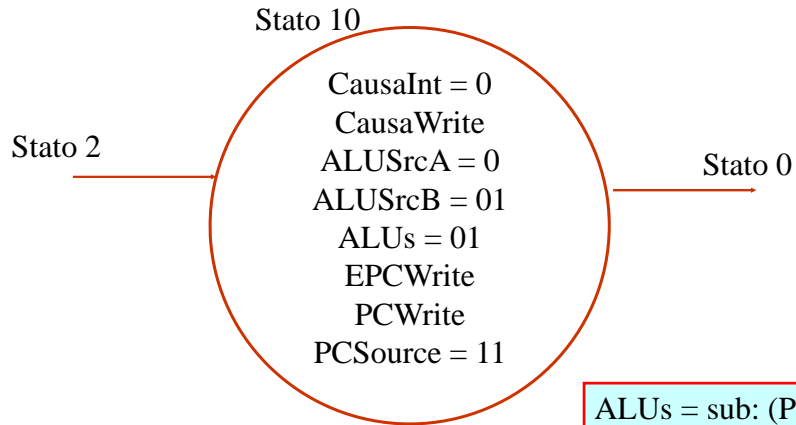 Stato 10
CausaInt = 0
CausaWrite
Stato 2
ALUSrcA = 0
Stato 0
ALUSrcB = 01
ALUs = 01
EPCWrite
PCWrite
PCSource = 11
ALUs = sub: (P